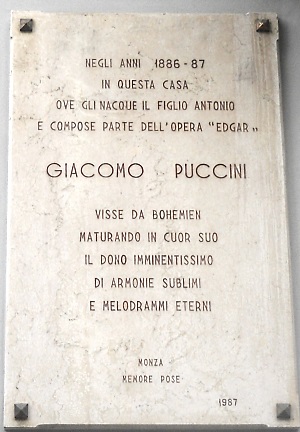 NEGLI ANNI 1886-87
IN QUESTA CASA
OVE GLI NACQUE IL FIGLIO ANTONIO
E COMPOSE PARTE DELL'OPERA "EDGAR„
GIACOMO PUCCINI
VISSE DA BOHEMIEN
MATURANDO IN CUOR SUO
IL DONO IMMINENTISSIMO
DI ARMONIE SUBLIMI
E MELODRAMMI ETERNI
MONZA
MEMORE POSE
1987